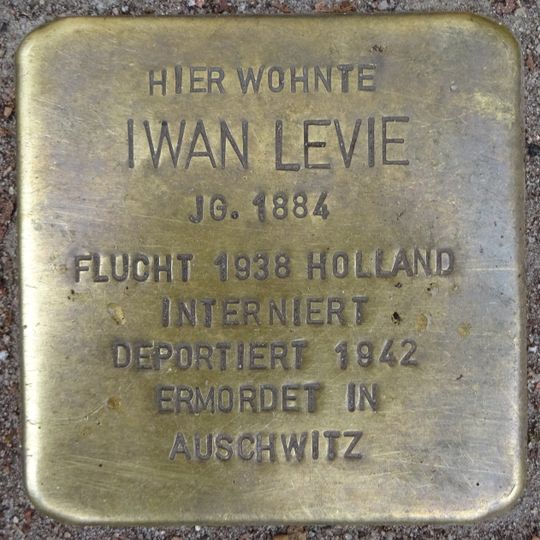 HIER WOHNTE
IWAN LEVIE
JG. 1884
FLUCHT 1938 HOLLAND
INTERNIERT
DEPORTIERT 1942
ERMORDET IN
AUSCHWITZ